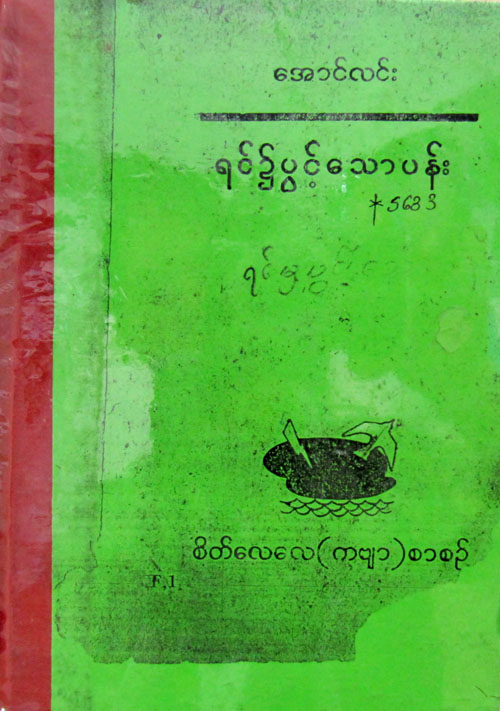 အောင်လင်း
ရင်၌ပွင့်သောပန်း
စိတ်လေလေ(ကဗျာ)စာစဉ်
F,1